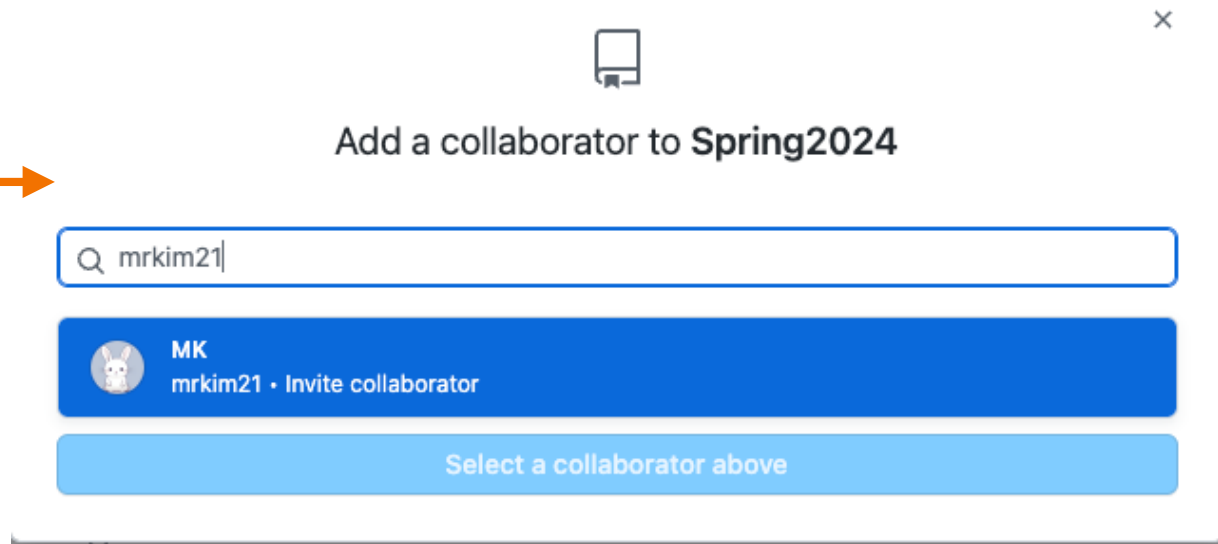 Add a collaborator to Spring2024
mrkim21
MK
mrkim21 • Invite collaborator
Select a collaborator above